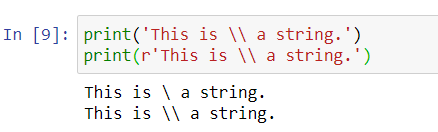 In [9]: print('This is \\ a string.')
print(r'This is \\ a string.')
This is \ a string.
This is \\ a string.